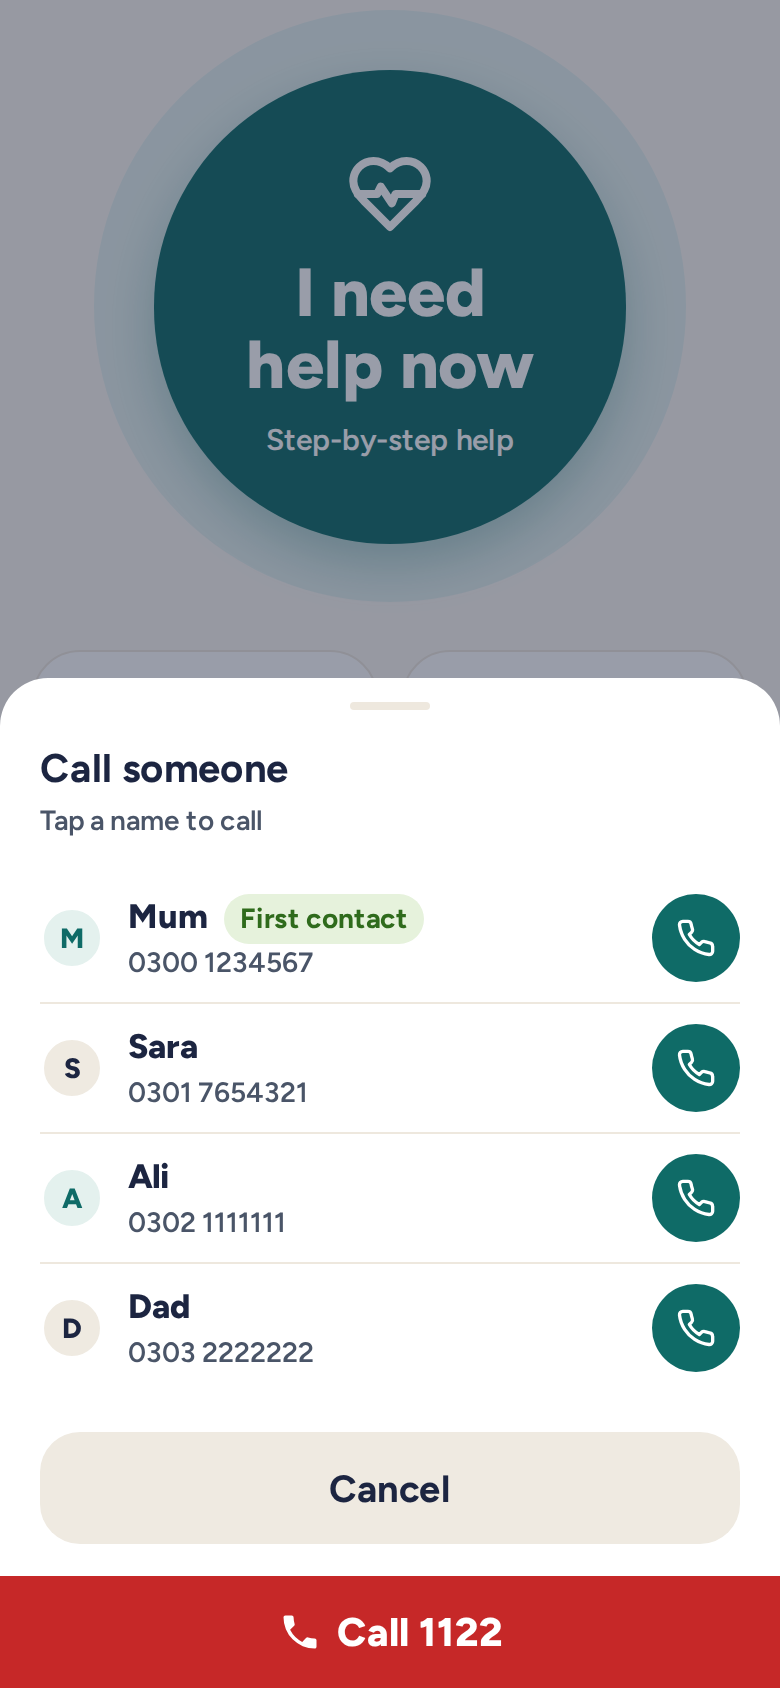 I need
help now
Step-by-step help
Call someone
Tap a name to call
M
Mum First contact
0300 1234567
S
Sara
0301 7654321
A
Ali
0302 1111111
D
Dad
0303 2222222
Cancel
Call 1122